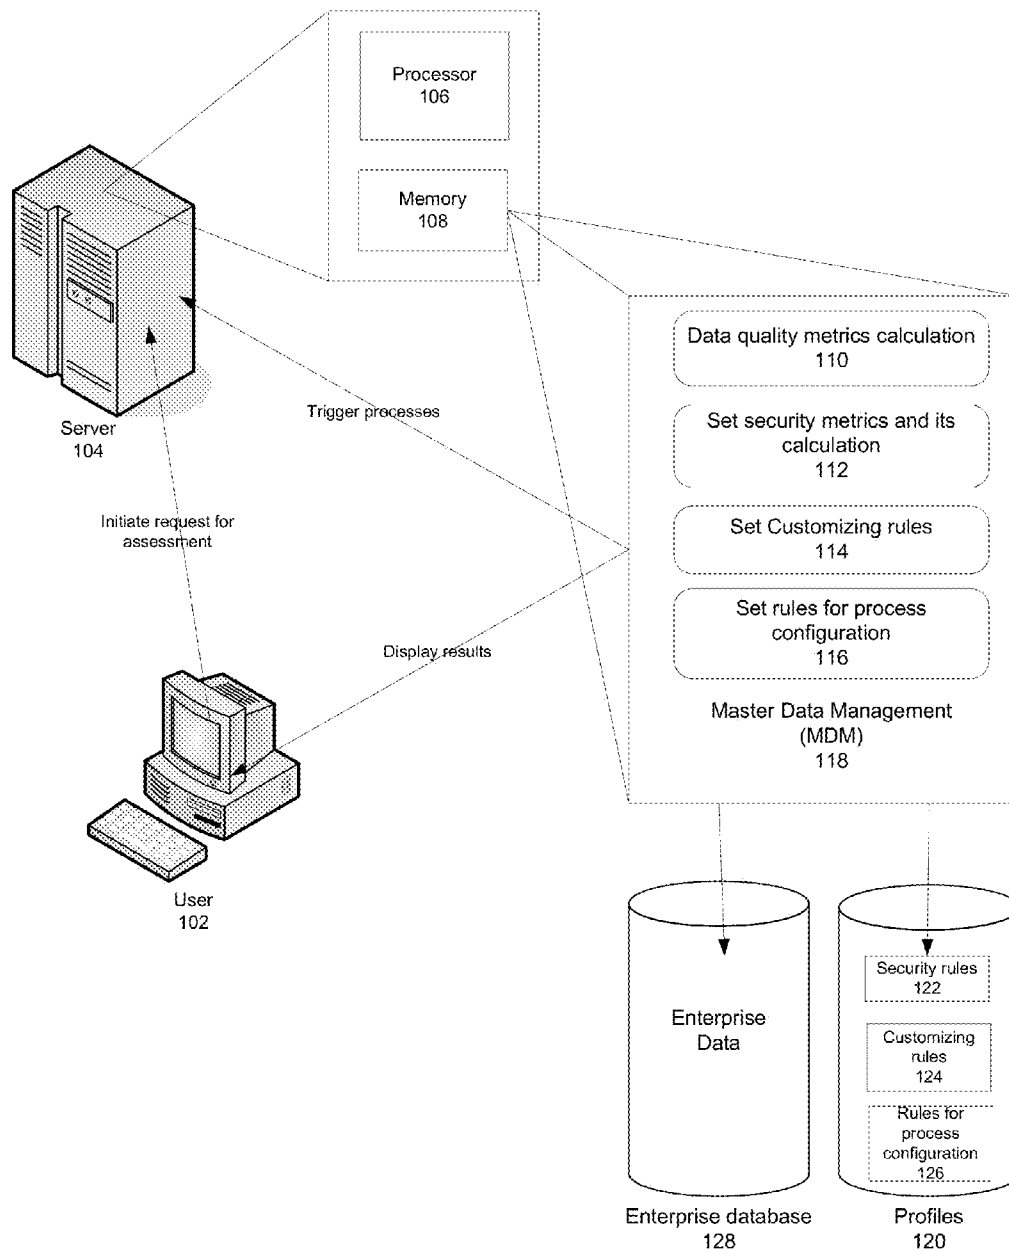 Processor
106
Memory
108
Server
104
Data quality metrics calculation
110
Set security metrics and its
calculation
112
Trigger processes
Set Customizing rules
114
Initiate request for
assessment
Set rules for process
configuration
116
Display results
Master Data Management
(MDM)
118
User
102
Enterprise
Data
Security rules
122
Customizing
rules
124
Rules for
process
configuration
126
Enterprise database
128
Profiles
120